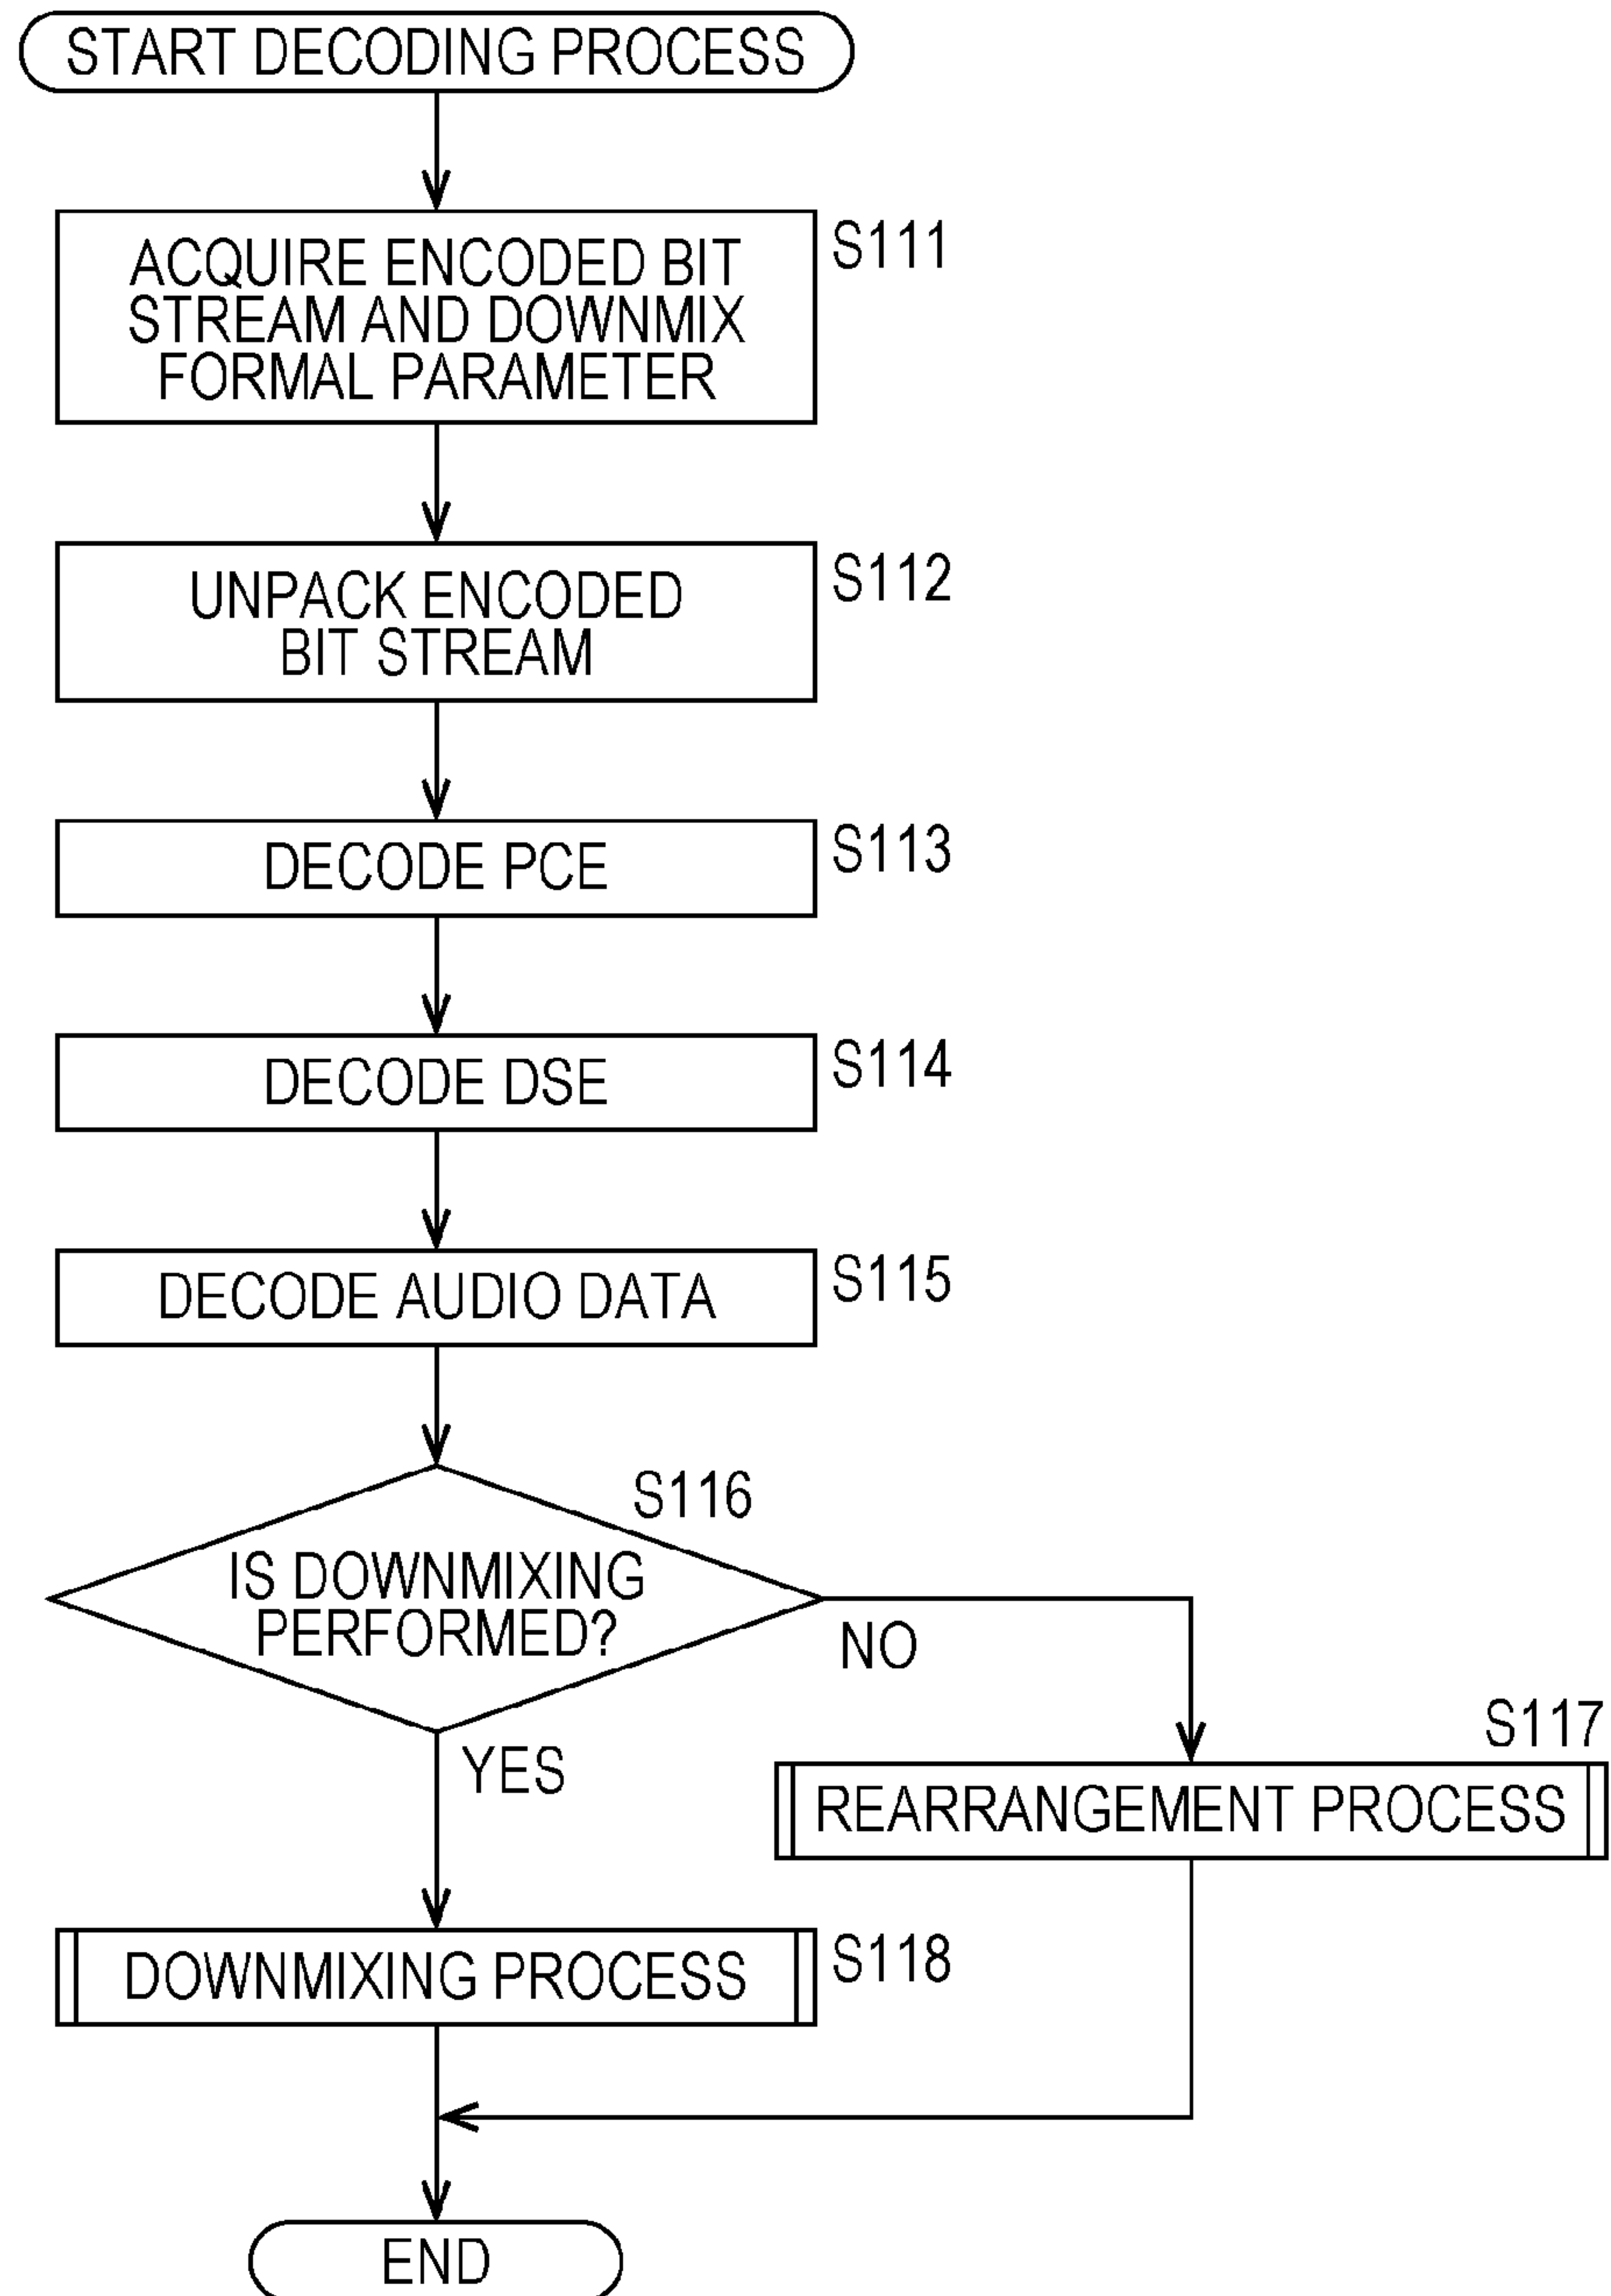 START DECODING PROCESS
S111
ACQUIRE ENCODED BIT
STREAM AND DOWNMIX
FORMAL PARAMETER
S112
UNPACK ENCODED
BIT STREAM
S113
DECODE PCE
S114
DECODE DSE
S115
DECODE AUDIO DATA
S116
IS DOWNMIXING
PERFORMED?
NO
YES
S117
REARRANGEMENT PROCESS
S118
DOWNMIXING PROCESS
END